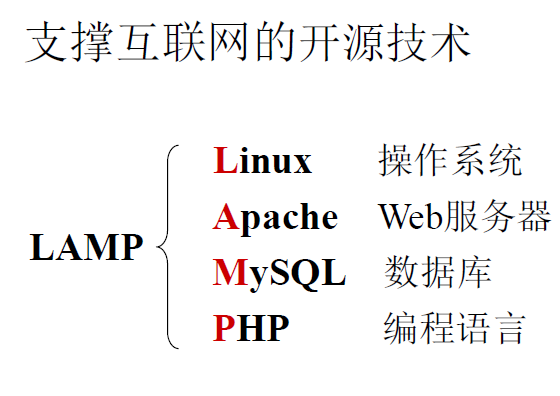 支撑互联网的开源技术
Linux 操作系统
Apache Web服务器
LAMP
MySQL 数据库
PHP 编程语言